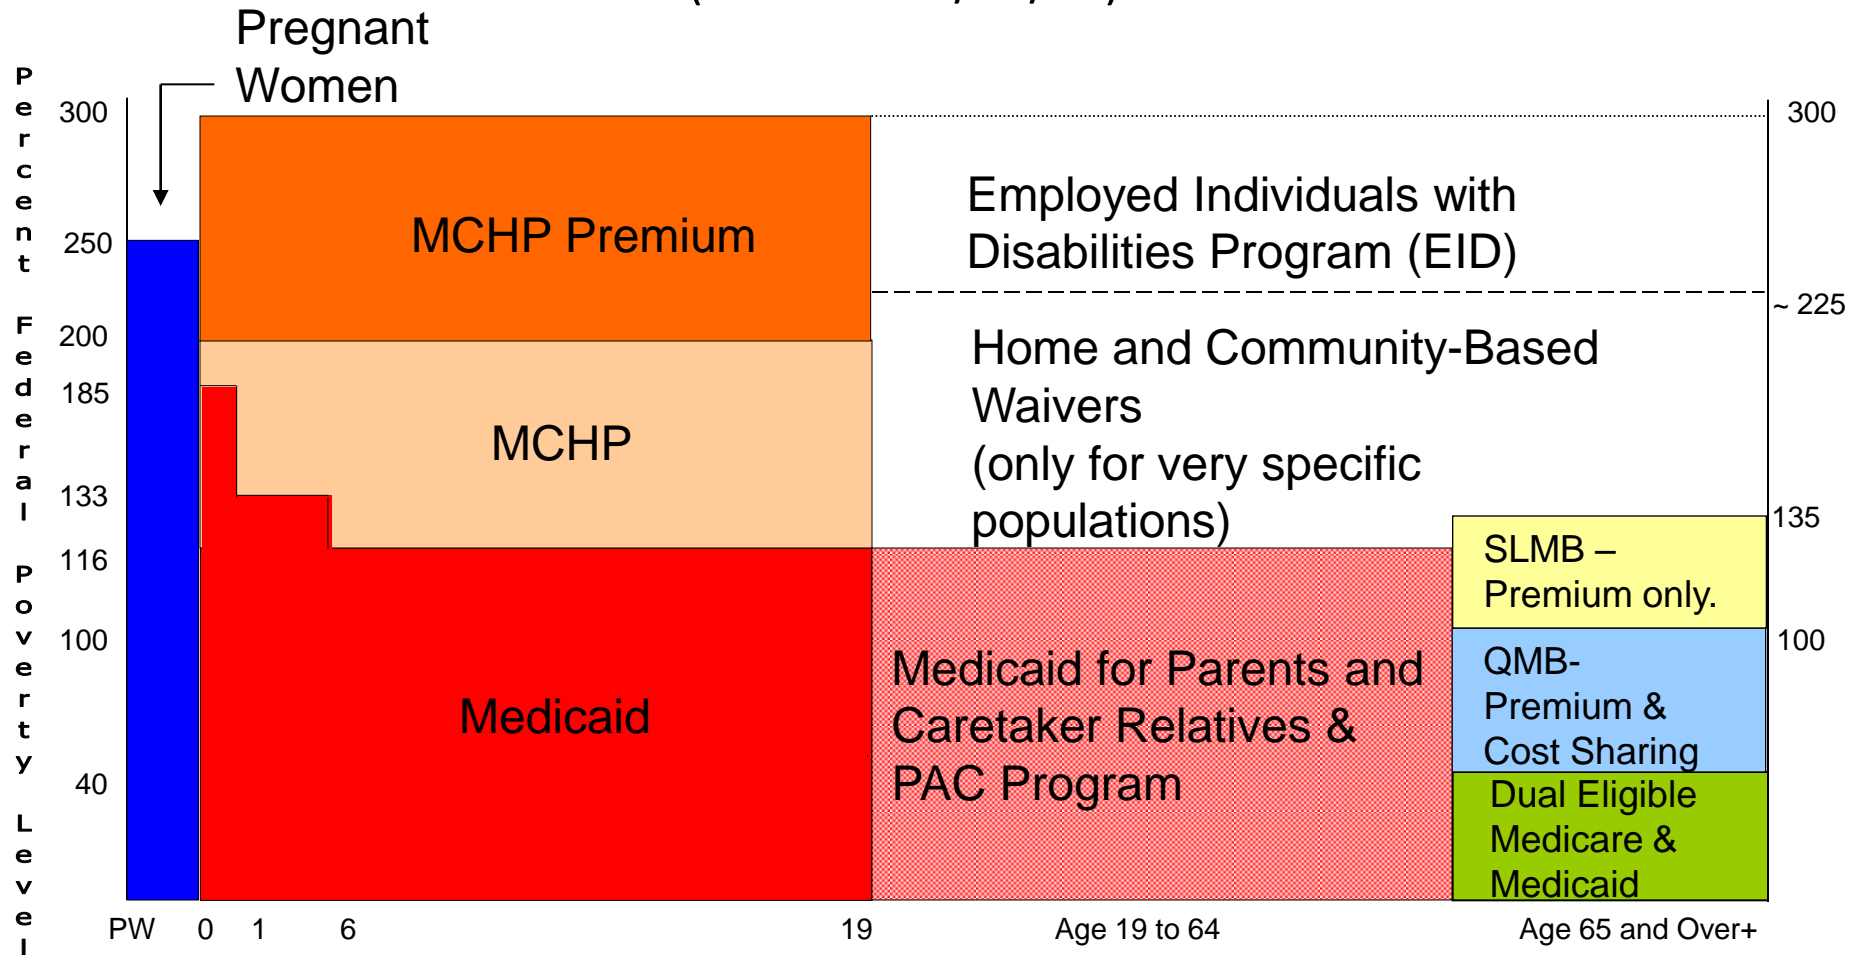 Pregnant
Women
Percent Federal Poverty Level
300
250
200
185
133
116
100
40
MCHP Premium
MCHP
Medicaid
Employed Individuals with
Disabilities Program (EID)
Home and Community-Based
Waivers
(only for very specific
populations)
Medicaid for Parents and
Caretaker Relatives &
PAC Program
SLMB –
Premium only.
QMB-
Premium &
Cost Sharing
Dual Eligible
Medicare &
Medicaid
300
~ 225
135
100
PW 0 1 6 19 Age 19 to 64 Age 65 and Over+